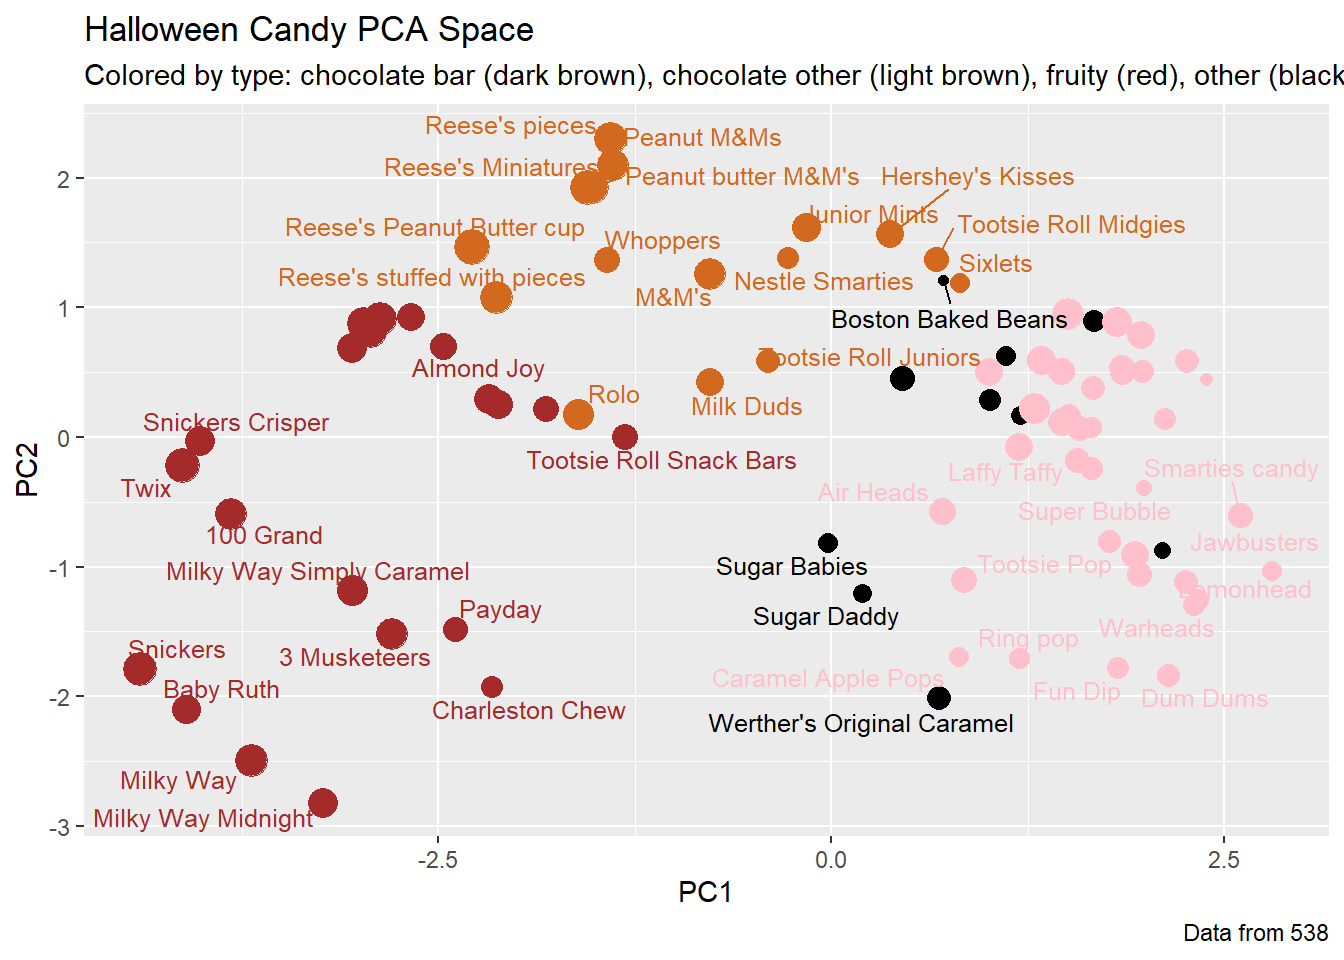 Halloween Candy PCA Space
Colored by type: chocolate bar (dark brown), chocolate other (light brown), fruity (red), other (black
Reese's pieces
Peanut M&Ms
Reese's Miniatures
Peanut butter M&M's
Hershey's Kisses
Junior Mints
Tootsie Roll Midgies
Reese's Peanut Butter cup
Whoppers
Sixlets
Reese's stuffed with pieces
Nestle Smarties
M&M's
Boston Baked Beans
Tootsie Roll Juniors
Almond Joy
Rolo
Milk Duds
Snickers Crisper
Tootsie Roll Snack Bars
Laffy Taffy
Smarties candy
Twix
Air Heads
Super Bubble
100 Grand
Jawbusters
Milky Way Simply Caramel
Sugar Babies
Tootsie Pop
Lemonhead
Payday
Sugar Daddy
Warheads
Ring pop
Snickers
3 Musketeers
Caramel Apple Pops
Baby Ruth
Fun Dip
Dum Dums
Charleston Chew
Werther's Original Caramel
Milky Way
Milky Way Midnight
2
1
0
-1
-2
-3
PC2
-2.5
0.0
2.5
PC1
Data from 538